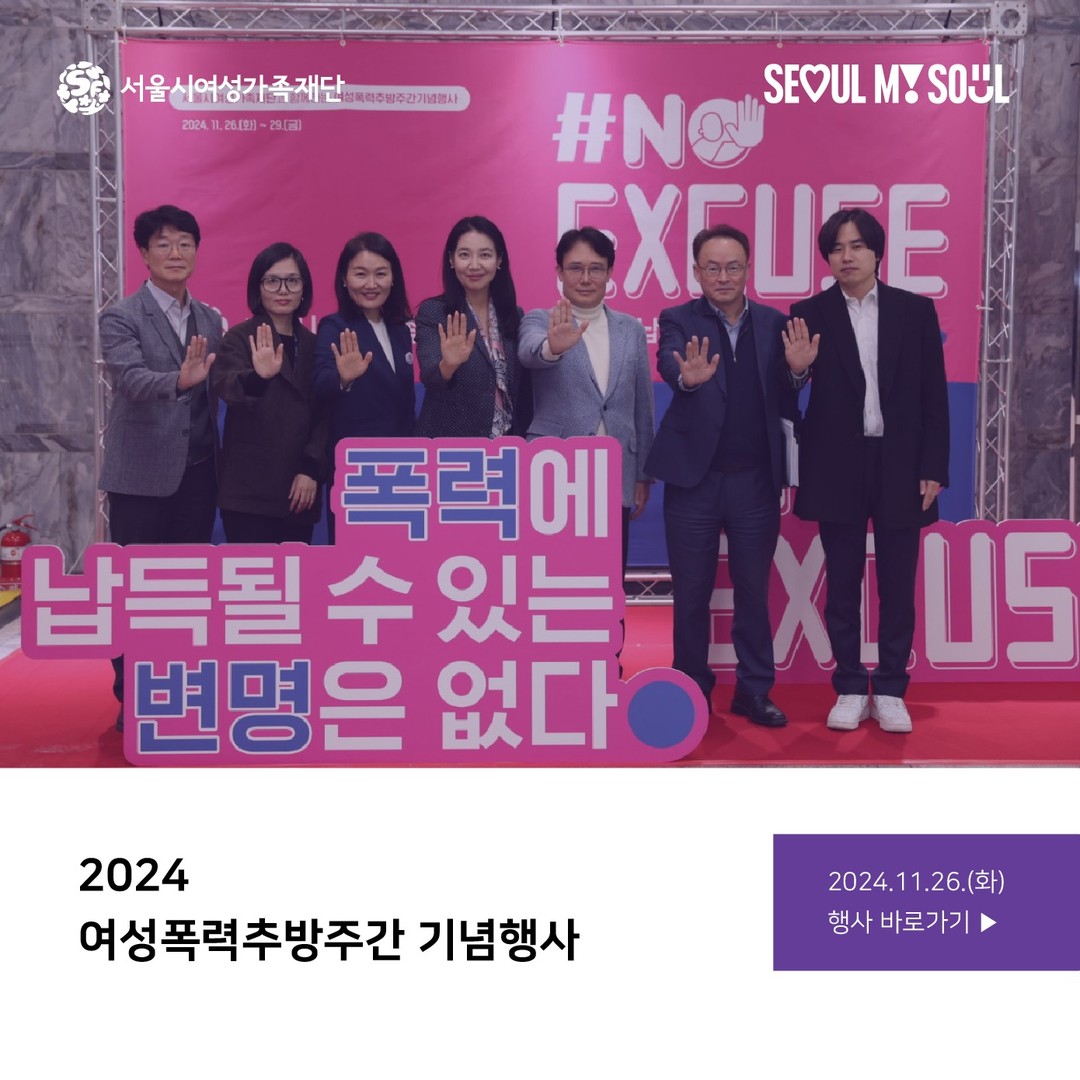 서울시여성가족재단
SEOUL MY SOUL
여성폭력추방주간기념행사
2024. 11. 26.(화) ~ 29.(금)
#NO
EXCUSE
폭력에
납득될 수 있는
변명은 없다.
EXCUS
2024
여성폭력추방주간 기념행사
2024.11.26.(화)
행사 바로가기 ▶